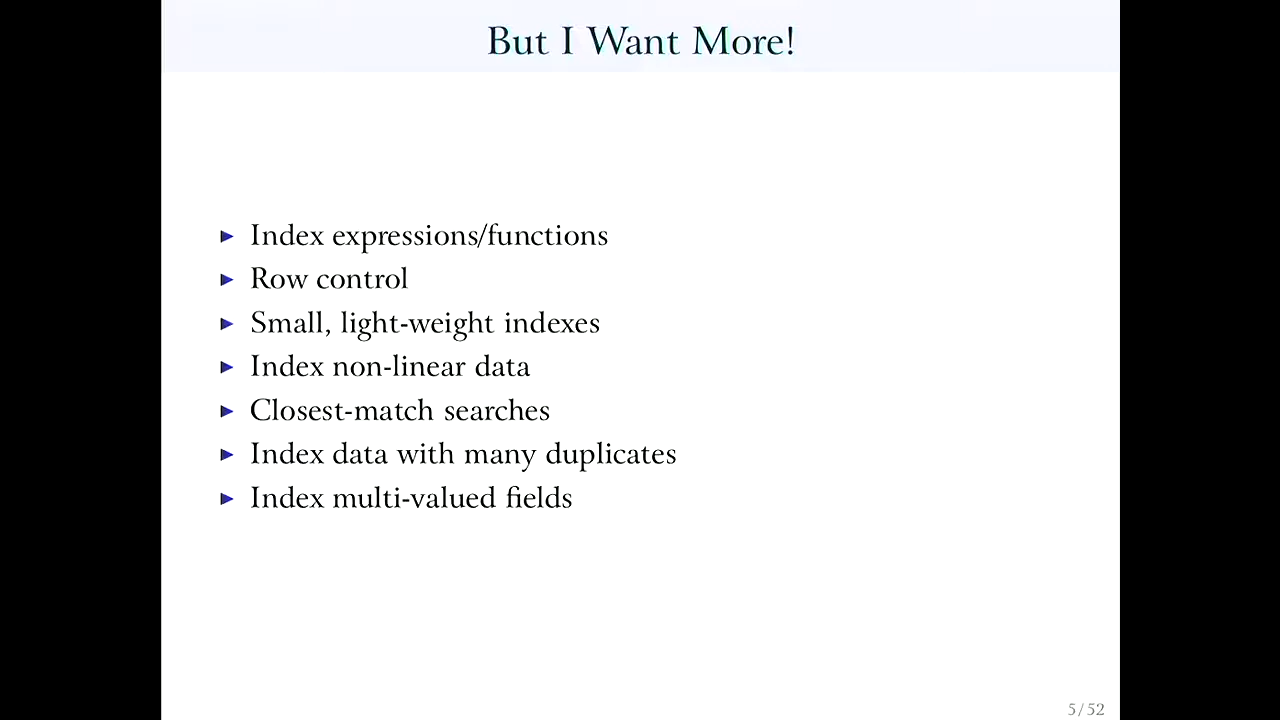 But I Want More!
Index expressions/functions
Row control
Small, light-weight indexes
Index non-linear data
Closest-match searches
Index data with many duplicates
Index multi-valued fields
5/52